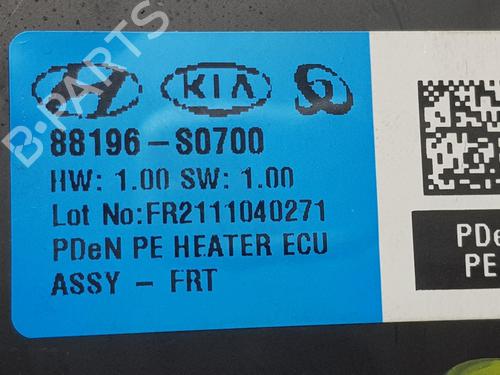 KIA
88196-S0700
HW: 1.00 SW: 1.00
Lot No:FR2111040271
PDeN PE HEATER ECU
ASSY - FRT
PDe
PE
B-PARTS